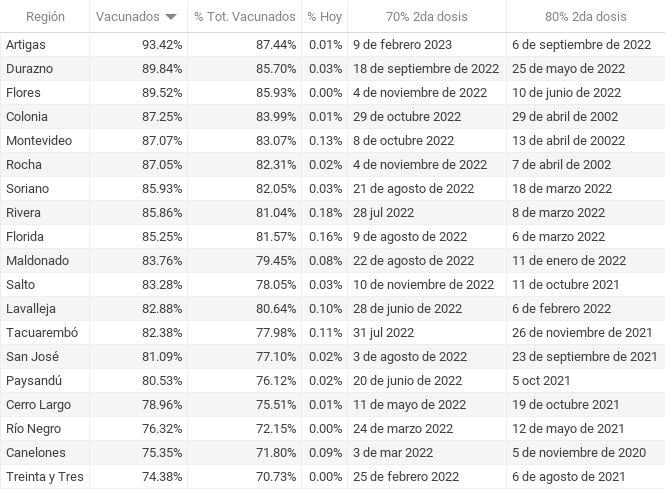 Región Vacunados % Tot. Vacunados % Hoy 70% 2da dosis 80% 2da dosis
Artigas 93.42% 87.44% 0.01% 9 de febrero 2023 6 de septiembre de 2022
Durazno 89.84% 85.70% 0.03% 18 de septiembre de 2022 25 de mayo de 2022
Flores 89.52% 85.93% 0.00% 4 de noviembre de 2022 10 de junio de 2022
Colonia 87.25% 83.99% 0.01% 29 de octubre 2022 29 de abril de 2002
Montevideo 87.07% 83.07% 0.13% 8 de octubre 2022 13 de abril de 20022
Rocha 87.05% 82.31% 0.02% 4 de noviembre de 2022 7 de abril de 2002
Soriano 85.93% 82.05% 0.03% 21 de agosto de 2022 18 de marzo 2022
Rivera 85.86% 81.04% 0.18% 28 jul 2022 8 de marzo 2022
Florida 85.25% 81.57% 0.16% 9 de agosto de 2022 6 de marzo 2022
Maldonado 83.76% 79.45% 0.08% 22 de agosto de 2022 11 de enero de 2022
Salto 83.28% 78.05% 0.03% 10 de noviembre de 2022 11 de octubre 2021
Lavalleja 82.88% 80.64% 0.10% 28 de junio de 2022 6 de febrero 2022
Tacuarembó 82.38% 77.98% 0.11% 31 jul 2022 26 de noviembre de 2021
San José 81.09% 77.10% 0.02% 3 de agosto de 2022 23 de septiembre de 2021
Paysandú 80.53% 76.12% 0.02% 20 de junio de 2022 5 oct 2021
Cerro Largo 78.96% 75.51% 0.01% 11 de mayo de 2022 19 de octubre 2021
Río Negro 76.32% 72.15% 0.00% 24 de marzo 2022 12 de mayo de 2021
Canelones 75.35% 71.80% 0.09% 3 de mar 2022 5 de noviembre de 2020
Treinta y Tres 74.38% 70.73% 0.00% 25 de febrero 2022 6 de agosto de 2021